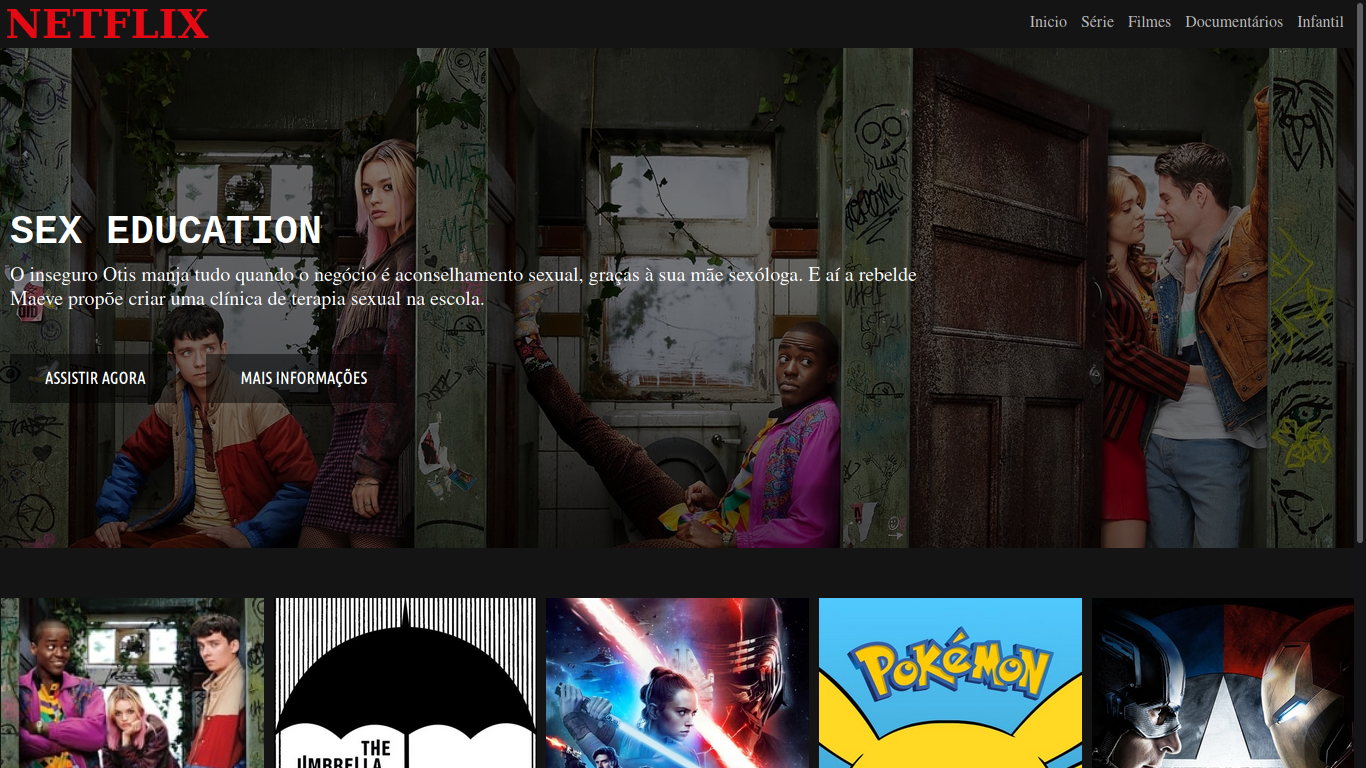 NETFLIX
Inicio Série Filmes Documentários Infantil
SEX EDUCATION
O inseguro Otis manja tudo quando o negócio é aconselhamento sexual, graças à sua mãe sexóloga. E aí a rebelde
Maeve propõe criar uma clínica de terapia sexual na escola.
ASSISTIR AGORA MAIS INFORMAÇÕES
THE
UMBRELLA
POKéMON